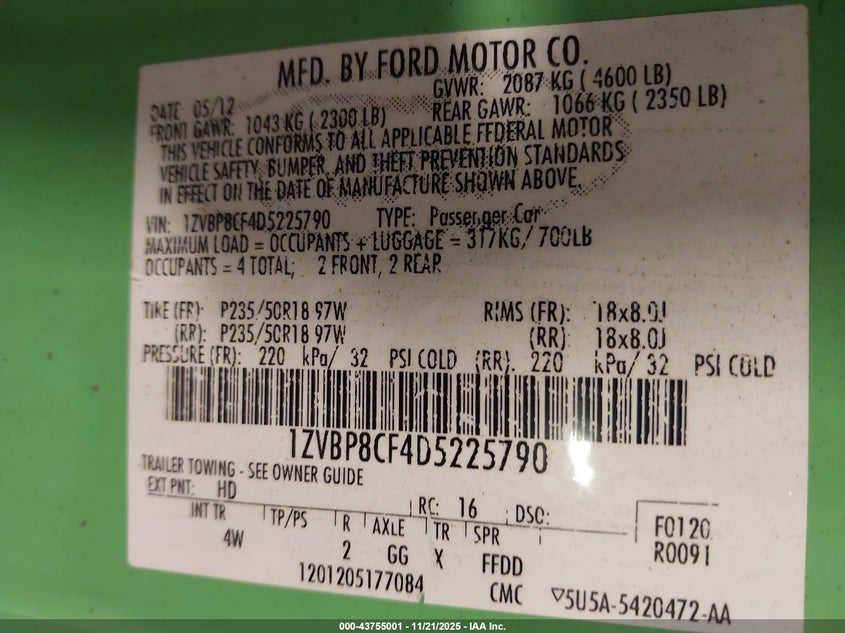 MFD. BY FORD MOTOR CO.
DATE 05/12 GVWR: 2087 KG ( 4600 LB)
FRONT GAWR: 1043 KG ( 2300 LB) REAR GAWR: 1066 KG ( 2350 LB)
THIS VEHICLE CONFORMS TO ALL APPLICABLE FEDERAL MOTOR
VEHICLE SAFETY, BUMPER, AND THEFT PREVENTION STANDARDS
IN EFFECT ON THE DATE OF MANUFACTURE SHOWN ABOVE.
VIN: 1ZVBP8CF4D5225790 TYPE: Passenger Car
MAXIMUM LOAD = OCCUPANTS + LUGGAGE = 317KG/ 700LB
OCCUPANTS = 4 TOTAL; 2 FRONT, 2 REAR
TIRE (FR): P235/50R18 97W RIMS (FR): 18x8.0J
(RR): P235/50R18 97W (RR): 18x8.0J
PRESSURE (FR): 220 kPa/ 32 PSI COLD (RR): 220 kPa/ 32 PSI COLD
1ZVBP8CF4D5225790
TRAILER TOWING - SEE OWNER GUIDE
EXT PNT: HD RC: 16 DSO:
INT TR TP/PS R AXLE TR SPR
4W 2 GG X FFDD
F0120
R0091
1201205177084 CMC ▽5U5A-5420472-AA
000-43755001 - 11/21/2025 - IAA Inc.